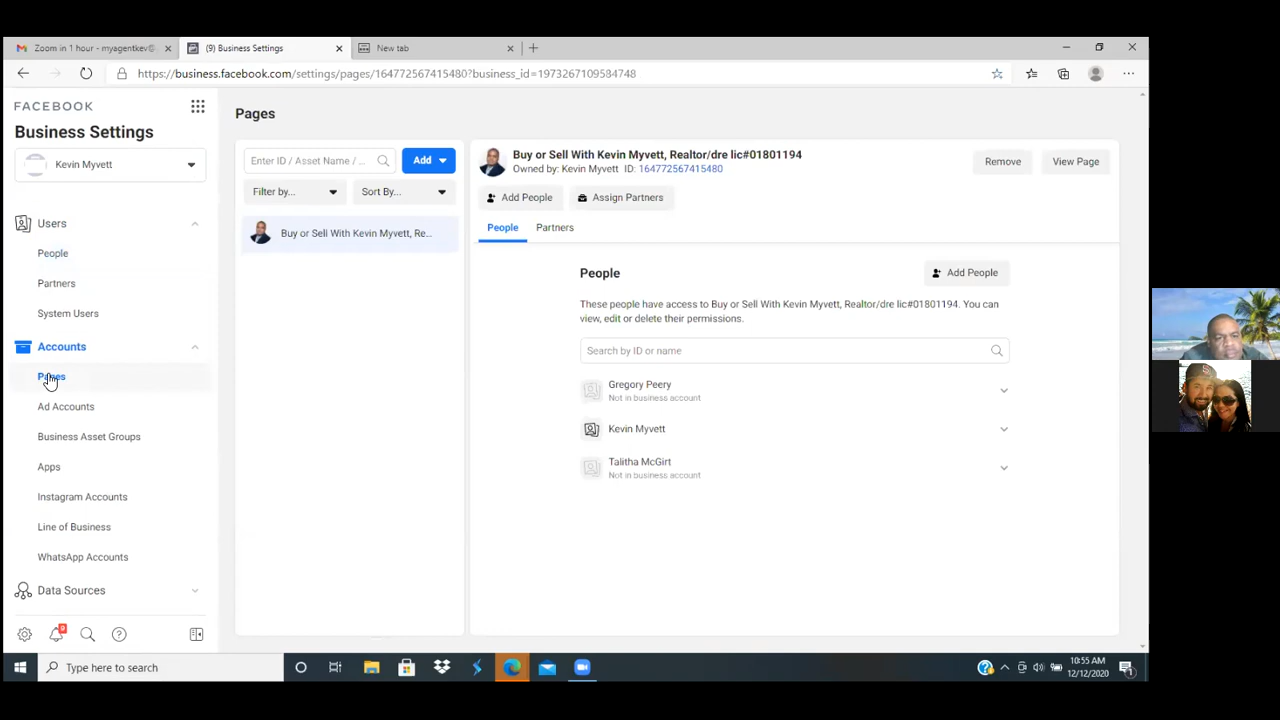 Zoom in 1 hour - myagentkev@
(9) Business Settings
New tab
https://business.facebook.com/settings/pages/164772567415480?business_id=1973267109584748
FACEBOOK
Business Settings
Kevin Myvett
Users
People
Partners
System Users
Accounts
Pages
Ad Accounts
Business Asset Groups
Apps
Instagram Accounts
Line of Business
WhatsApp Accounts
Data Sources
9
Pages
Enter ID / Asset Name / ...
Add
Filter by...
Sort By...
Buy or Sell With Kevin Myvett, Re...
Buy or Sell With Kevin Myvett, Realtor/dre lic#01801194
Owned by: Kevin Myvett ID: 164772567415480
Remove
View Page
Add People
Assign Partners
People
Partners
People
Add People
These people have access to Buy or Sell With Kevin Myvett, Realtor/dre lic#01801194. You can
view, edit or delete their permissions.
Search by ID or name
Gregory Peery
Not in business account
Kevin Myvett
Talitha McGirt
Not in business account
Type here to search
10:55 AM
12/12/2020
1